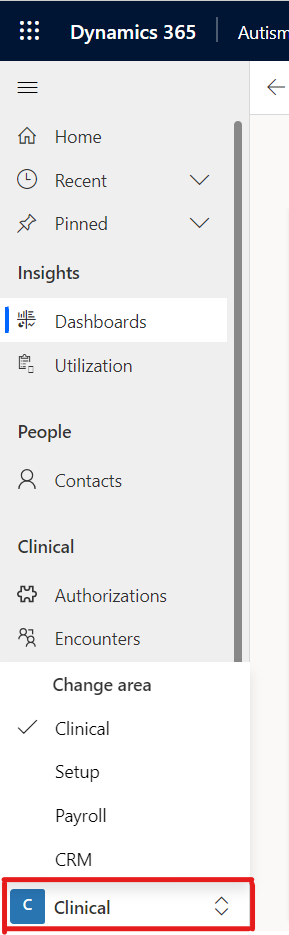 Dynamics 365 Autism
Home
Recent
Pinned
Insights
Dashboards
Utilization
People
Contacts
Clinical
Authorizations
Encounters
Change area
Clinical
Setup
Payroll
CRM
C Clinical